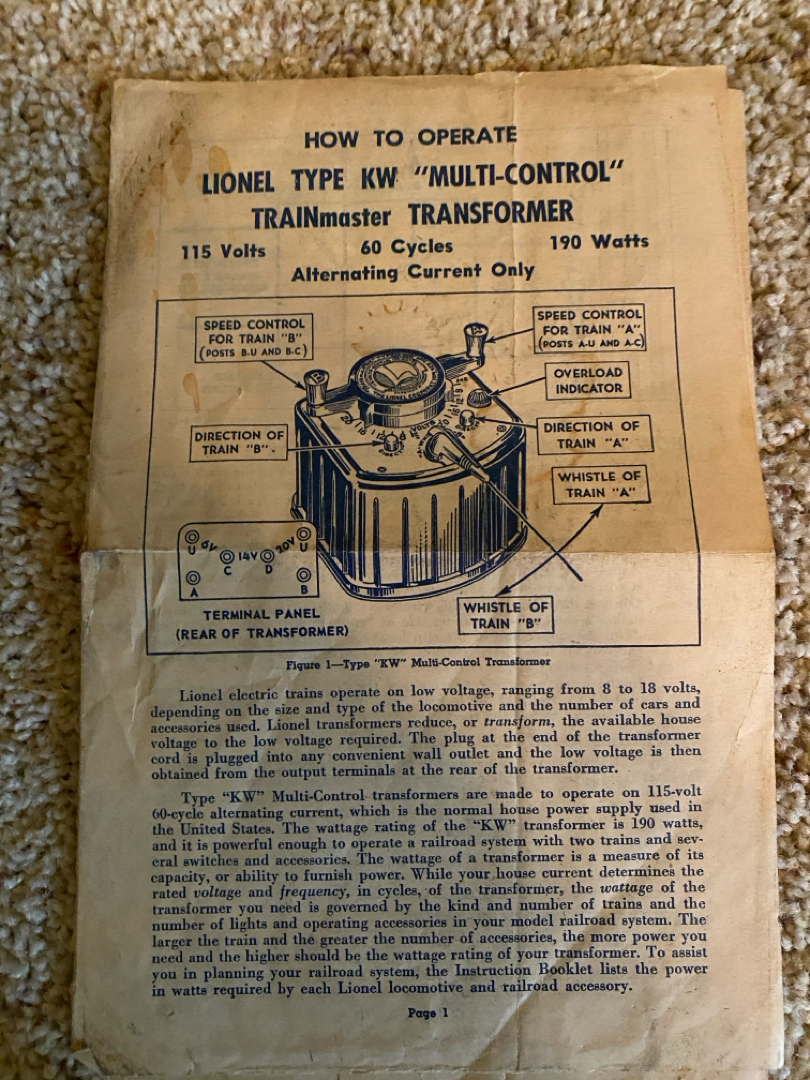 HOW TO OPERATE
LIONEL TYPE KW "MULTI-CONTROL"
TRAINmaster TRANSFORMER
115 Volts 60 Cycles 190 Watts
Alternating Current Only
SPEED CONTROL
FOR TRAIN "B"
(POSTS B-U AND B-C)
SPEED CONTROL
FOR TRAIN "A"
(POSTS A-U AND A-C)
OVERLOAD
INDICATOR
DIRECTION OF
TRAIN "B".
DIRECTION OF
TRAIN "A"
WHISTLE OF
TRAIN "A"
B
VOLTS
U 6V C 14V D 20V U
A B
TERMINAL PANEL
(REAR OF TRANSFORMER)
WHISTLE OF
TRAIN "B"
Figure 1—Type "KW" Multi-Control Transformer
Lionel electric trains operate on low voltage, ranging from 8 to 18 volts,
depending on the size and type of the locomotive and the number of cars and
accessories used. Lionel transformers reduce, or transform, the available house
voltage to the low voltage required. The plug at the end of the transformer
cord is plugged into any convenient wall outlet and the low voltage is then
obtained from the output terminals at the rear of the transformer.
Type "KW" Multi-Control transformers are made to operate on 115-volt
60-cycle alternating current, which is the normal house power supply used in
the United States. The wattage rating of the "KW" transformer is 190 watts,
and it is powerful enough to operate a railroad system with two trains and sev-
eral switches and accessories. The wattage of a transformer is a measure of its
capacity, or ability to furnish power. While your house current determines the
rated voltage and frequency, in cycles, of the transformer, the wattage of the
transformer you need is governed by the kind and number of trains and the
number of lights and operating accessories in your model railroad system. The
larger the train and the greater the number of accessories, the more power you
need and the higher should be the wattage rating of your transformer. To assist
you in planning your railroad system, the Instruction Booklet lists the power
in watts required by each Lionel locomotive and railroad accessory.
Page 1